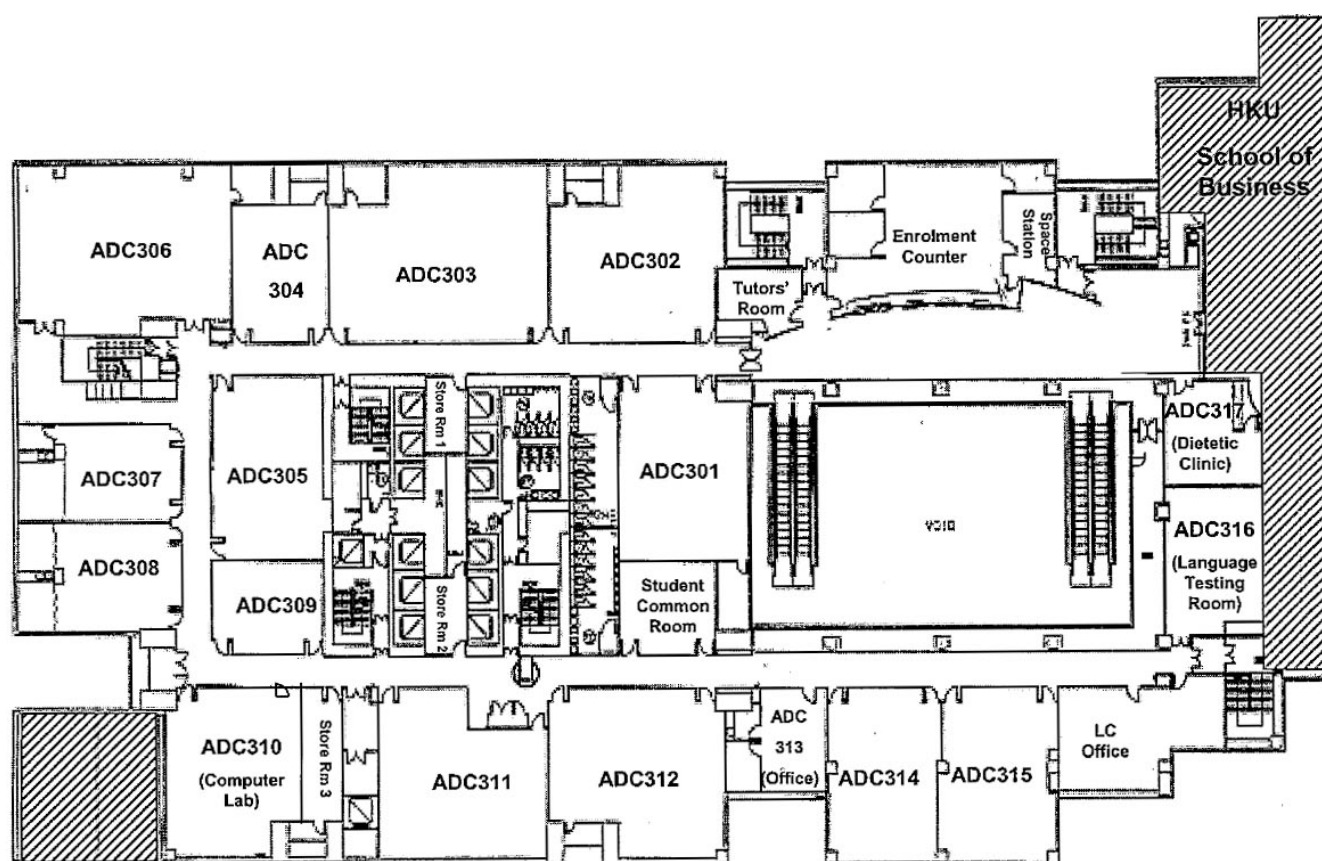 HKU
School of
Business
ADC306
ADC
304
ADC303
ADC302
Enrolment
Counter
Space
Station
Tutors'
Room
ADC305
Store Rm 1
ADC301
ADC317
(Dietetic
Clinic)
ADC307
VOID
ADC316
(Language
Testing
Room)
ADC308
ADC309
Store Rm 2
Student
Common
Room
ADC310
(Computer
Lab)
Store Rm 3
ADC311
ADC312
ADC
313
(Office)
ADC314
ADC315
LC
Office